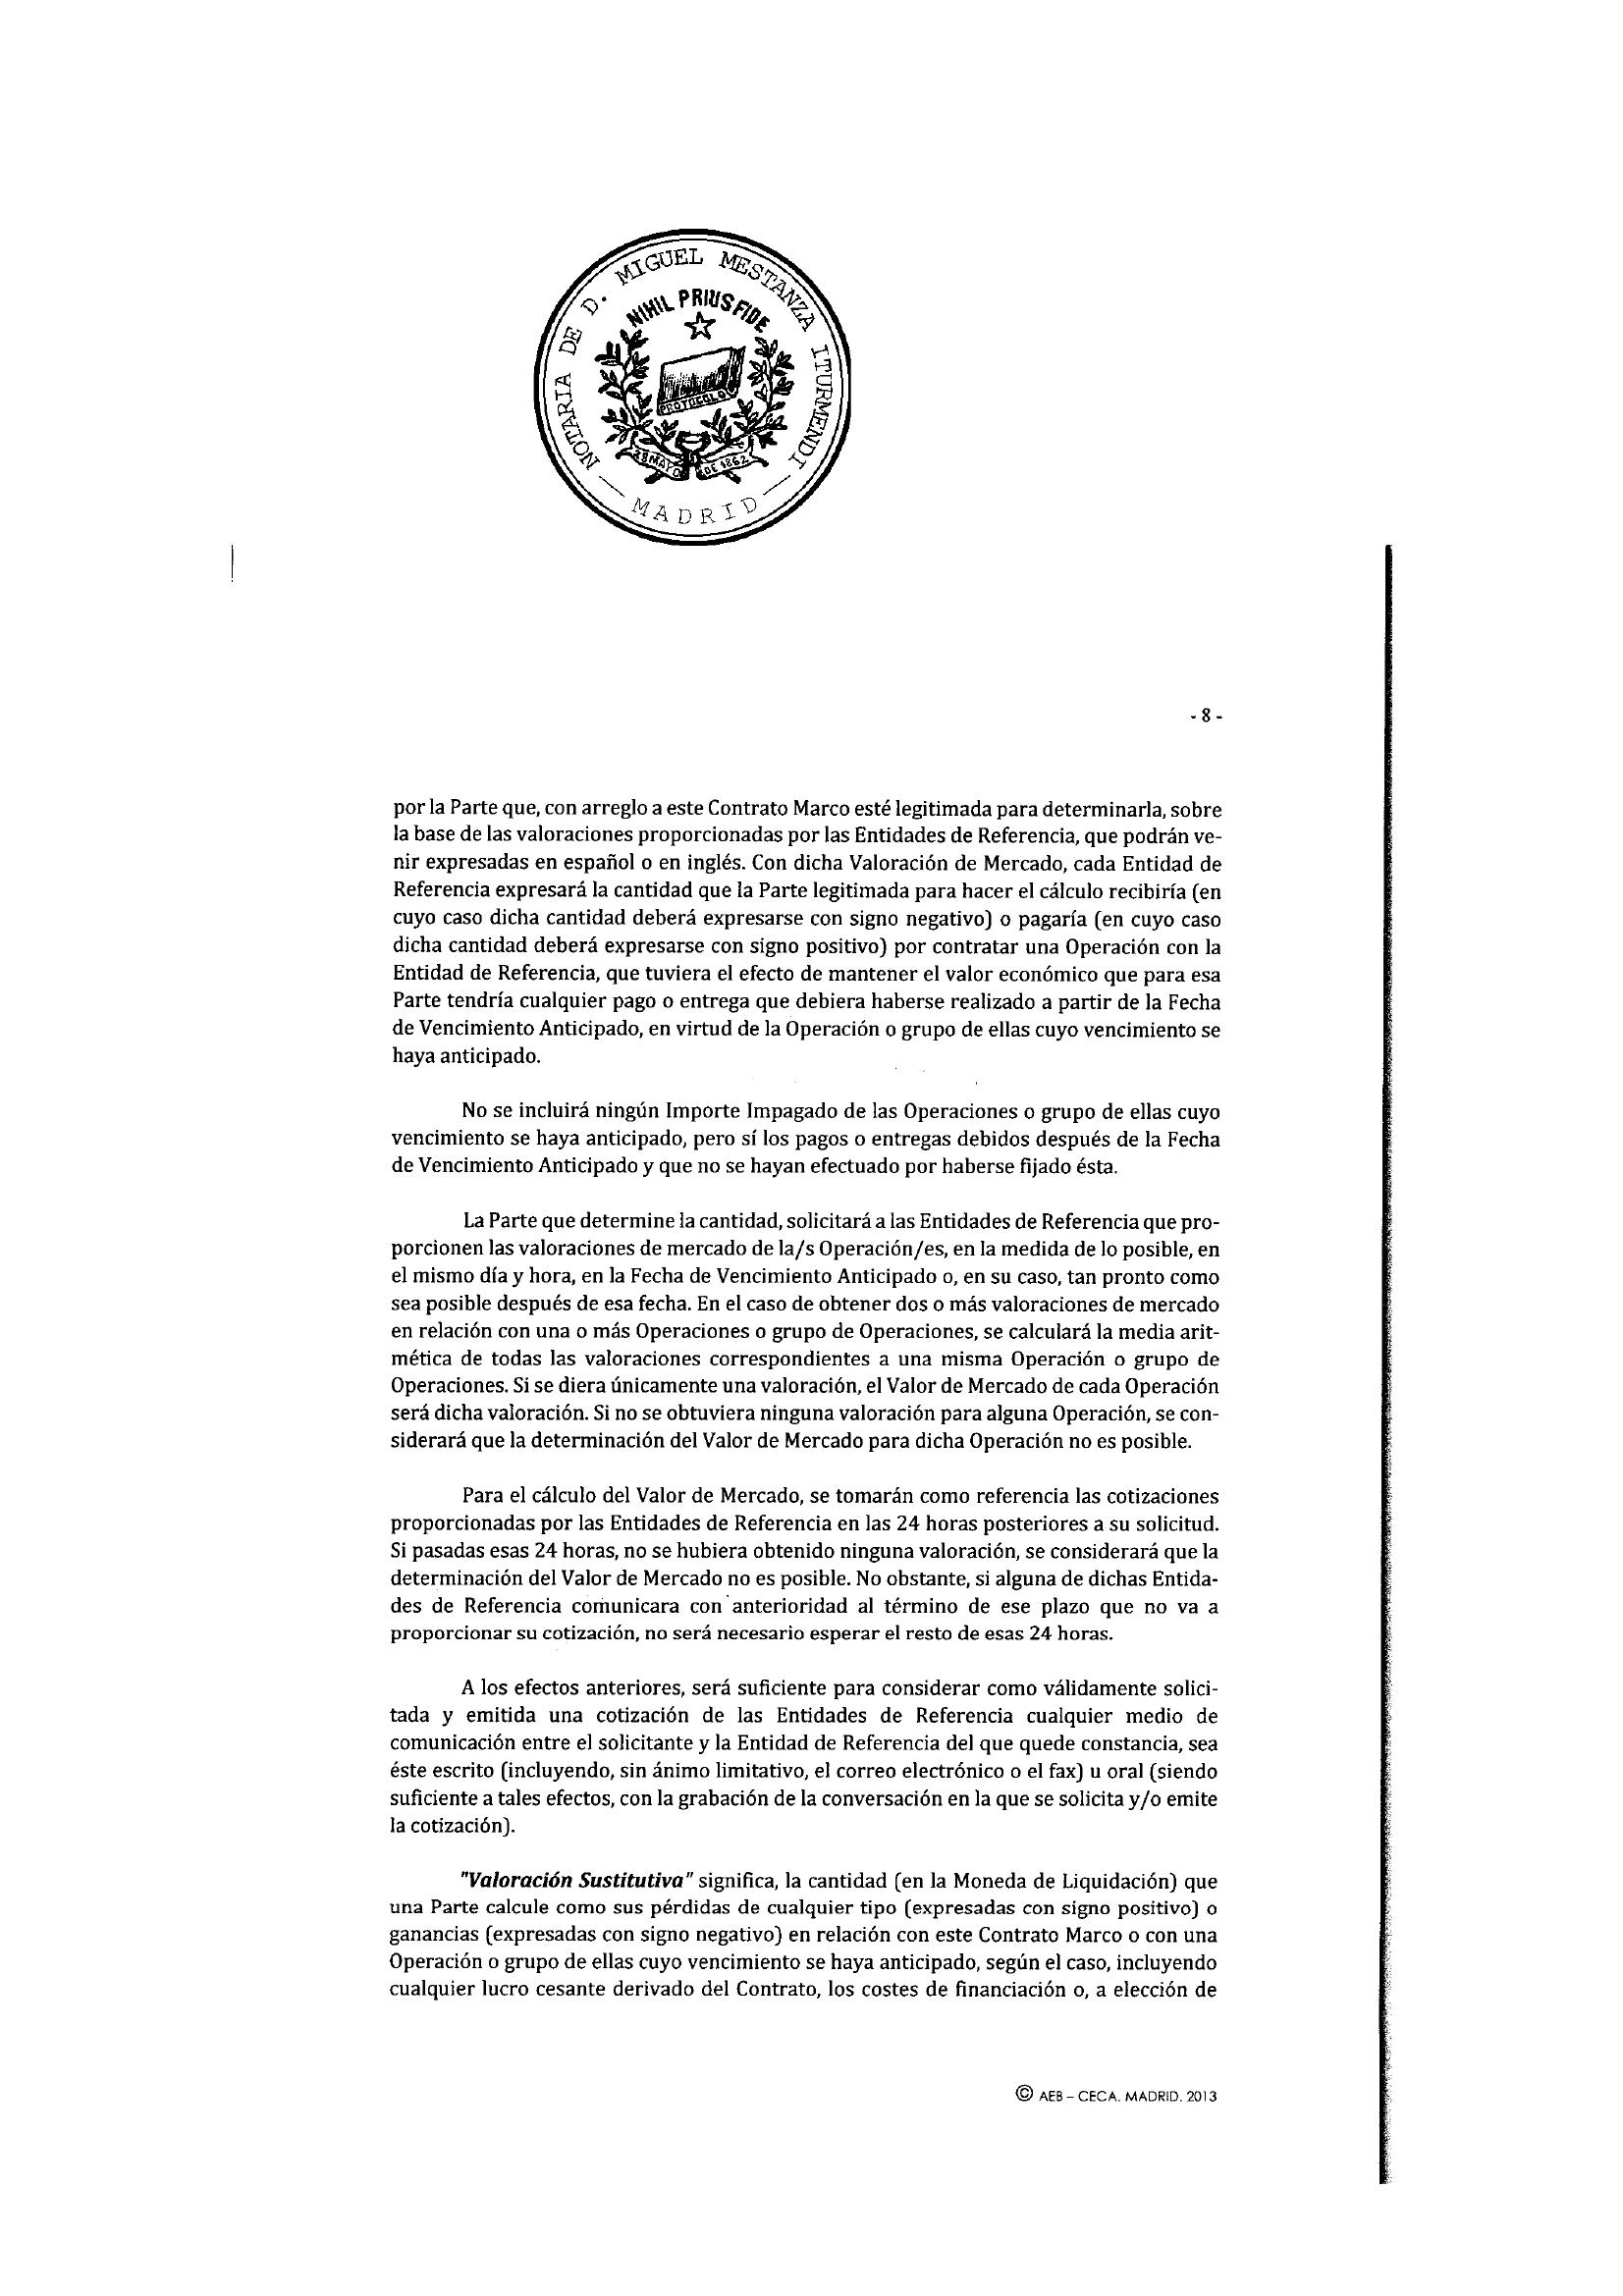 NOTARIA DE D. MIGUEL MESTANZA ITURMENDI
NIHIL PRIUS FIDE
PROTOCOLO
28 MAYO DE 1862
— MADRID —
- 8 -
por la Parte que, con arreglo a este Contrato Marco esté legitimada para determinarla, sobre
la base de las valoraciones proporcionadas por las Entidades de Referencia, que podrán ve-
nir expresadas en español o en inglés. Con dicha Valoración de Mercado, cada Entidad de
Referencia expresará la cantidad que la Parte legitimada para hacer el cálculo recibiría (en
cuyo caso dicha cantidad deberá expresarse con signo negativo) o pagaría (en cuyo caso
dicha cantidad deberá expresarse con signo positivo) por contratar una Operación con la
Entidad de Referencia, que tuviera el efecto de mantener el valor económico que para esa
Parte tendría cualquier pago o entrega que debiera haberse realizado a partir de la Fecha
de Vencimiento Anticipado, en virtud de la Operación o grupo de ellas cuyo vencimiento se
haya anticipado.
No se incluirá ningún Importe Impagado de las Operaciones o grupo de ellas cuyo
vencimiento se haya anticipado, pero sí los pagos o entregas debidos después de la Fecha
de Vencimiento Anticipado y que no se hayan efectuado por haberse fijado ésta.
La Parte que determine la cantidad, solicitará a las Entidades de Referencia que pro-
porcionen las valoraciones de mercado de la/s Operación/es, en la medida de lo posible, en
el mismo día y hora, en la Fecha de Vencimiento Anticipado o, en su caso, tan pronto como
sea posible después de esa fecha. En el caso de obtener dos o más valoraciones de mercado
en relación con una o más Operaciones o grupo de Operaciones, se calculará la media arit-
mética de todas las valoraciones correspondientes a una misma Operación o grupo de
Operaciones. Si se diera únicamente una valoración, el Valor de Mercado de cada Operación
será dicha valoración. Si no se obtuviera ninguna valoración para alguna Operación, se con-
siderará que la determinación del Valor de Mercado para dicha Operación no es posible.
Para el cálculo del Valor de Mercado, se tomarán como referencia las cotizaciones
proporcionadas por las Entidades de Referencia en las 24 horas posteriores a su solicitud.
Si pasadas esas 24 horas, no se hubiera obtenido ninguna valoración, se considerará que la
determinación del Valor de Mercado no es posible. No obstante, si alguna de dichas Entida-
des de Referencia comunicara con anterioridad al término de ese plazo que no va a
proporcionar su cotización, no será necesario esperar el resto de esas 24 horas.
A los efectos anteriores, será suficiente para considerar como válidamente solici-
tada y emitida una cotización de las Entidades de Referencia cualquier medio de
comunicación entre el solicitante y la Entidad de Referencia del que quede constancia, sea
éste escrito (incluyendo, sin ánimo limitativo, el correo electrónico o el fax) u oral (siendo
suficiente a tales efectos, con la grabación de la conversación en la que se solicita y/o emite
la cotización).
"Valoración Sustitutiva" significa, la cantidad (en la Moneda de Liquidación) que
una Parte calcule como sus pérdidas de cualquier tipo (expresadas con signo positivo) o
ganancias (expresadas con signo negativo) en relación con este Contrato Marco o con una
Operación o grupo de ellas cuyo vencimiento se haya anticipado, según el caso, incluyendo
cualquier lucro cesante derivado del Contrato, los costes de financiación o, a elección de
© AEB – CECA. MADRID. 2013